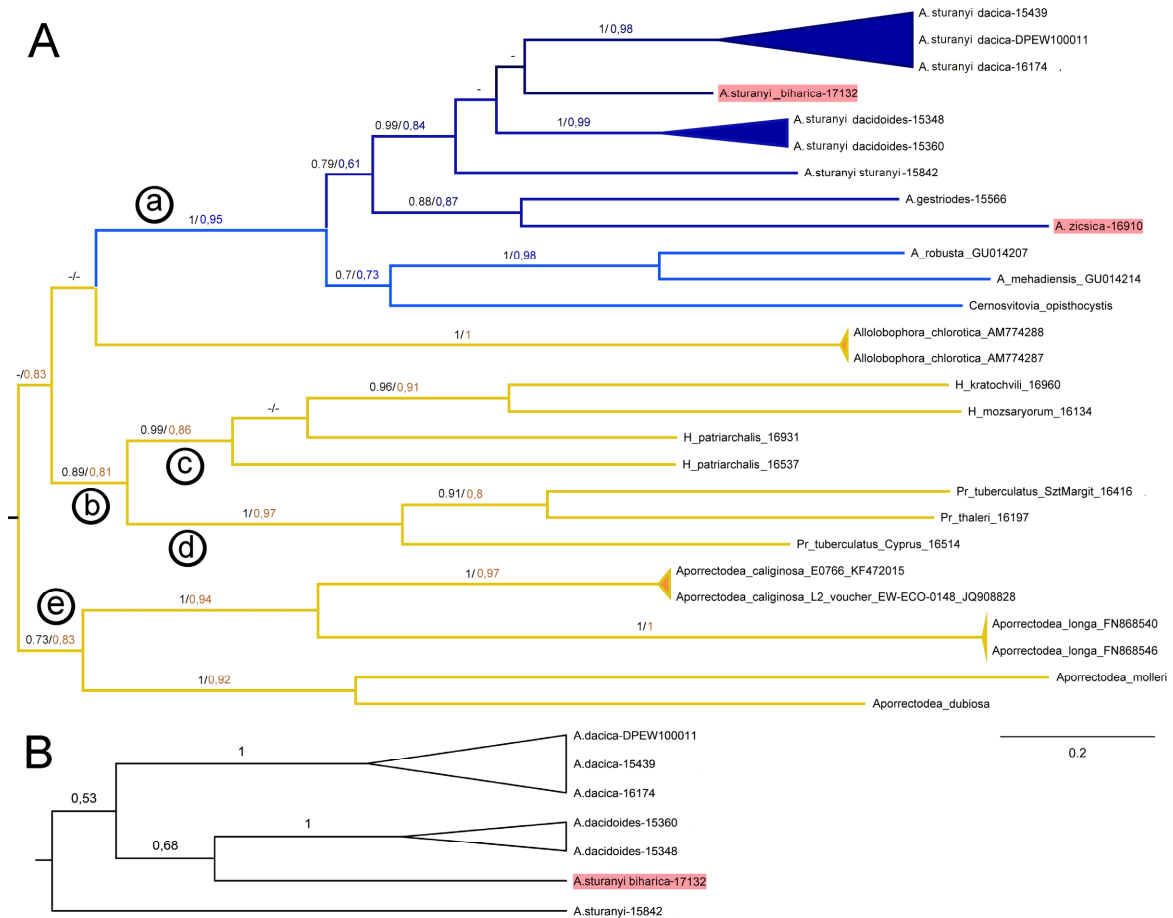 A
A. sturanyi dacica-15439
1/0,98
A. sturanyi dacica-DPEW100011
-
A. sturanyi dacica-16174 .
-
A.sturanyi_biharica-17132
A. sturanyi dacidoides-15348
1/0,99
0.99/0,84
A. sturanyi dacidoides-15360
0.79/0,61
A.sturanyi sturanyi-15842
0.88/0,87
A.gestriodes-15566
a
1/0,95
A. zicsica-16910
1/0,98
A_robusta_GU014207
0.7/0,73
-/-
A_mehadiensis_GU014214
Cernosvitovia_opisthocystis
1/1
Allolobophora_chlorotica_AM774288
Allolobophora_chlorotica_AM774287
-/0,83
0.96/0,91
H_kratochvili_16960
-/-
H_mozsaryorum_16134
0.99/0,86
H_patriarchalis_16931
c
H_patriarchalis_16537
0.89/0,81
b
0.91/0,8
Pr_tuberculatus_SztMargit_16416 .
1/0,97
Pr_thaleri_16197
d
Pr_tuberculatus_Cyprus_16514
1/0,97
Aporrectodea_caliginosa_E0766_KF472015
e
1/0,94
Aporrectodea_caliginosa_L2_voucher_EW-ECO-0148_JQ908828
1/1
Aporrectodea_longa_FN868540
0.73/0,83
Aporrectodea_longa_FN868546
1/0,92
Aporrectodea_molleri
Aporrectodea_dubiosa
B
A.dacica-DPEW100011
0.2
1
A.dacica-15439
A.dacica-16174
0,53
1
A.dacidoides-15360
0,68
A.dacidoides-15348
A.sturanyi biharica-17132
A.sturanyi-15842